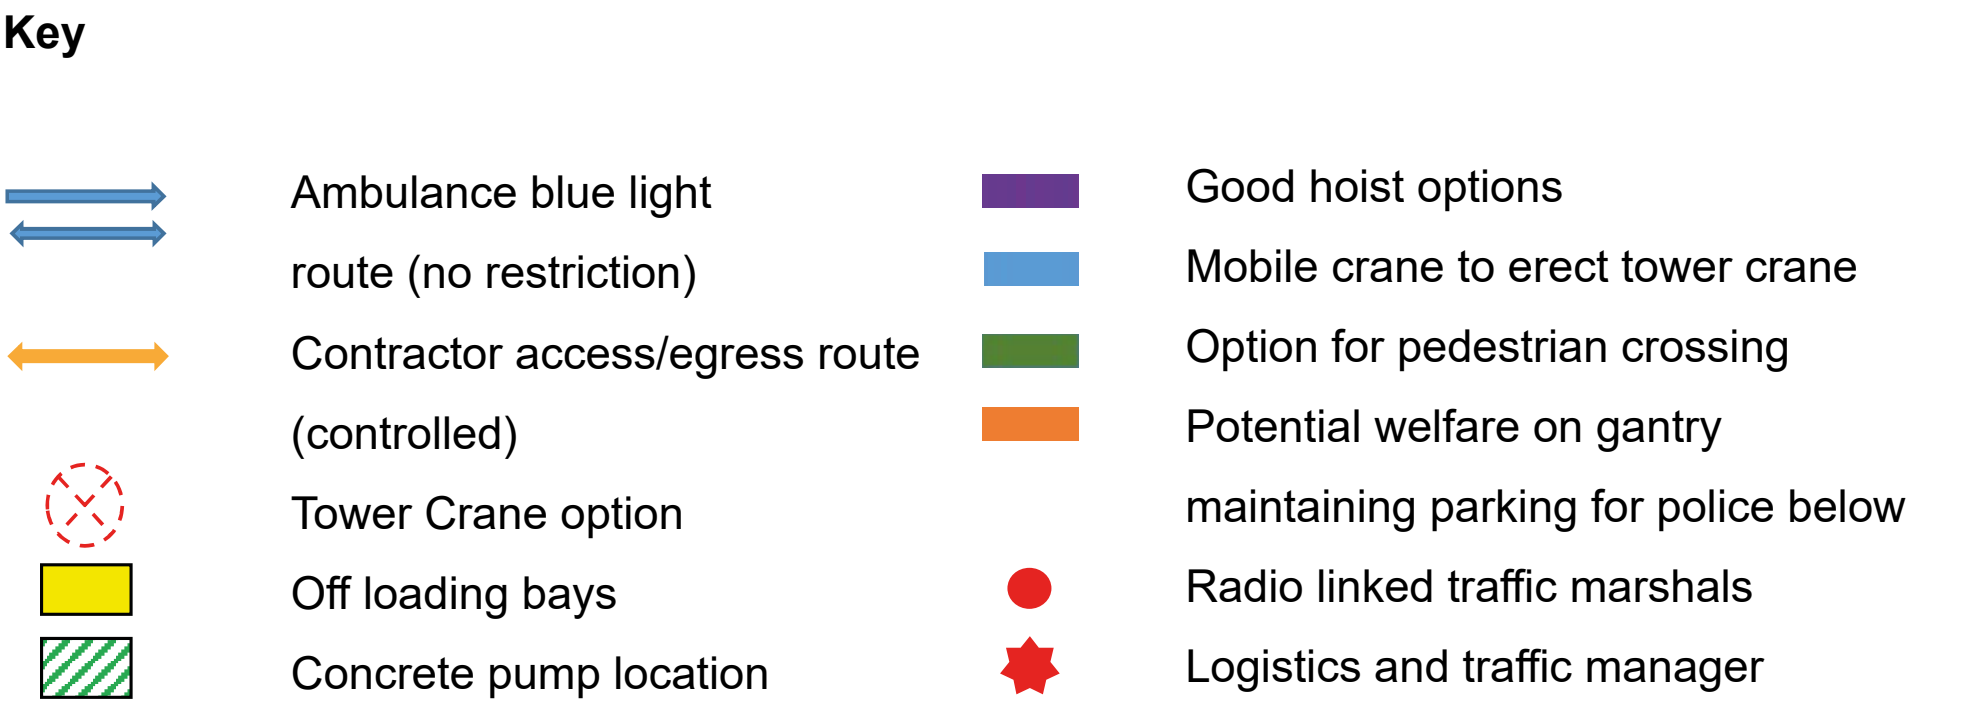 Key
Ambulance blue light
route (no restriction)
Contractor access/egress route
(controlled)
Tower Crane option
Off loading bays
Concrete pump location
Good hoist options
Mobile crane to erect tower crane
Option for pedestrian crossing
Potential welfare on gantry
maintaining parking for police below
Radio linked traffic marshals
Logistics and traffic manager